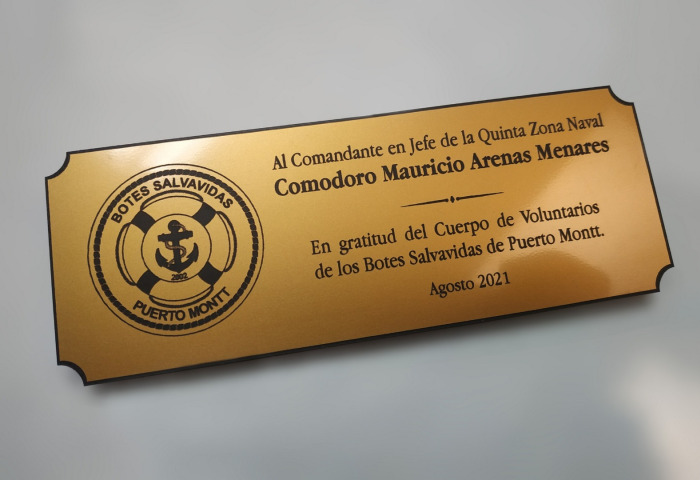 BOTES SALVAVIDAS
2002
PUERTO MONTT
Al Comandante en Jefe de la Quinta Zona Naval
Comodoro Mauricio Arenas Menares
En gratitud del Cuerpo de Voluntarios
de los Botes Salvavidas de Puerto Montt.
Agosto 2021